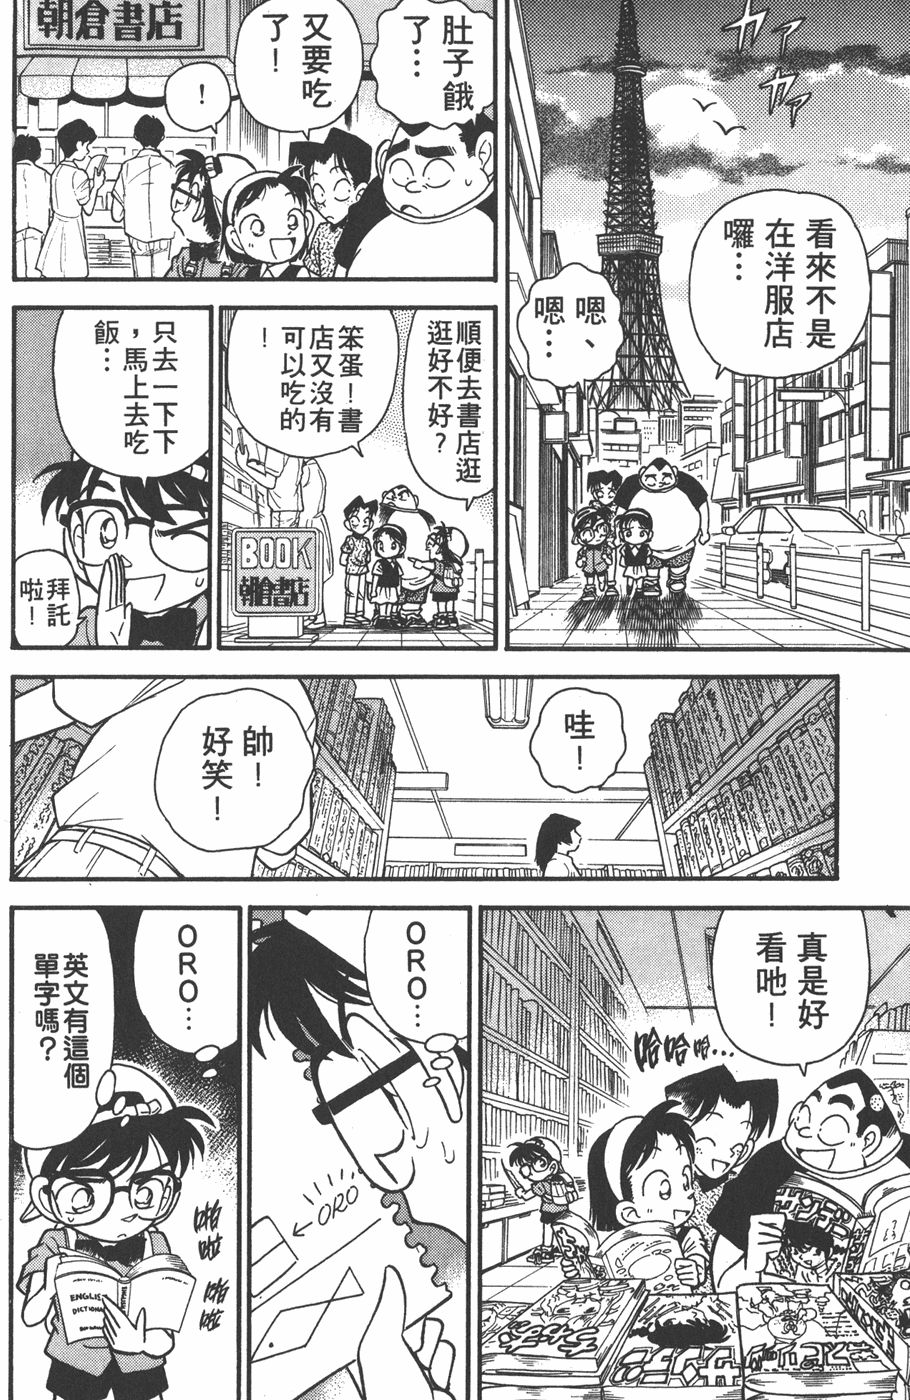 看來不是
在洋服店
囉…
嗯、
嗯…
カァ
カァ
肚子餓
了…
又要吃
了！
！
朝倉書店
順便去書店逛
逛好不好？
笨蛋！書
店又沒有
可以吃的
！
BOOK
朝倉書店
只去一下下
，馬上去吃
飯…
拜託
啦！
哇！
帥！
好笑！
真是好
看吔！
哈哈哈…
ORO…
ORO
ORO…
英文有這個
單字嗎？
啪啦
啪啦
ENGLISH
DICTIONARY